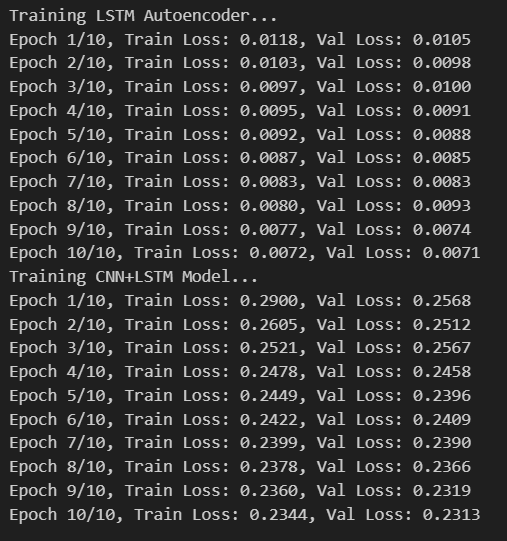 Training LSTM Autoencoder...
Epoch 1/10, Train Loss: 0.0118, Val Loss: 0.0105
Epoch 2/10, Train Loss: 0.0103, Val Loss: 0.0098
Epoch 3/10, Train Loss: 0.0097, Val Loss: 0.0100
Epoch 4/10, Train Loss: 0.0095, Val Loss: 0.0091
Epoch 5/10, Train Loss: 0.0092, Val Loss: 0.0088
Epoch 6/10, Train Loss: 0.0087, Val Loss: 0.0085
Epoch 7/10, Train Loss: 0.0083, Val Loss: 0.0083
Epoch 8/10, Train Loss: 0.0080, Val Loss: 0.0093
Epoch 9/10, Train Loss: 0.0077, Val Loss: 0.0074
Epoch 10/10, Train Loss: 0.0072, Val Loss: 0.0071
Training CNN+LSTM Model...
Epoch 1/10, Train Loss: 0.2900, Val Loss: 0.2568
Epoch 2/10, Train Loss: 0.2605, Val Loss: 0.2512
Epoch 3/10, Train Loss: 0.2521, Val Loss: 0.2567
Epoch 4/10, Train Loss: 0.2478, Val Loss: 0.2458
Epoch 5/10, Train Loss: 0.2449, Val Loss: 0.2396
Epoch 6/10, Train Loss: 0.2422, Val Loss: 0.2409
Epoch 7/10, Train Loss: 0.2399, Val Loss: 0.2390
Epoch 8/10, Train Loss: 0.2378, Val Loss: 0.2366
Epoch 9/10, Train Loss: 0.2360, Val Loss: 0.2319
Epoch 10/10, Train Loss: 0.2344, Val Loss: 0.2313